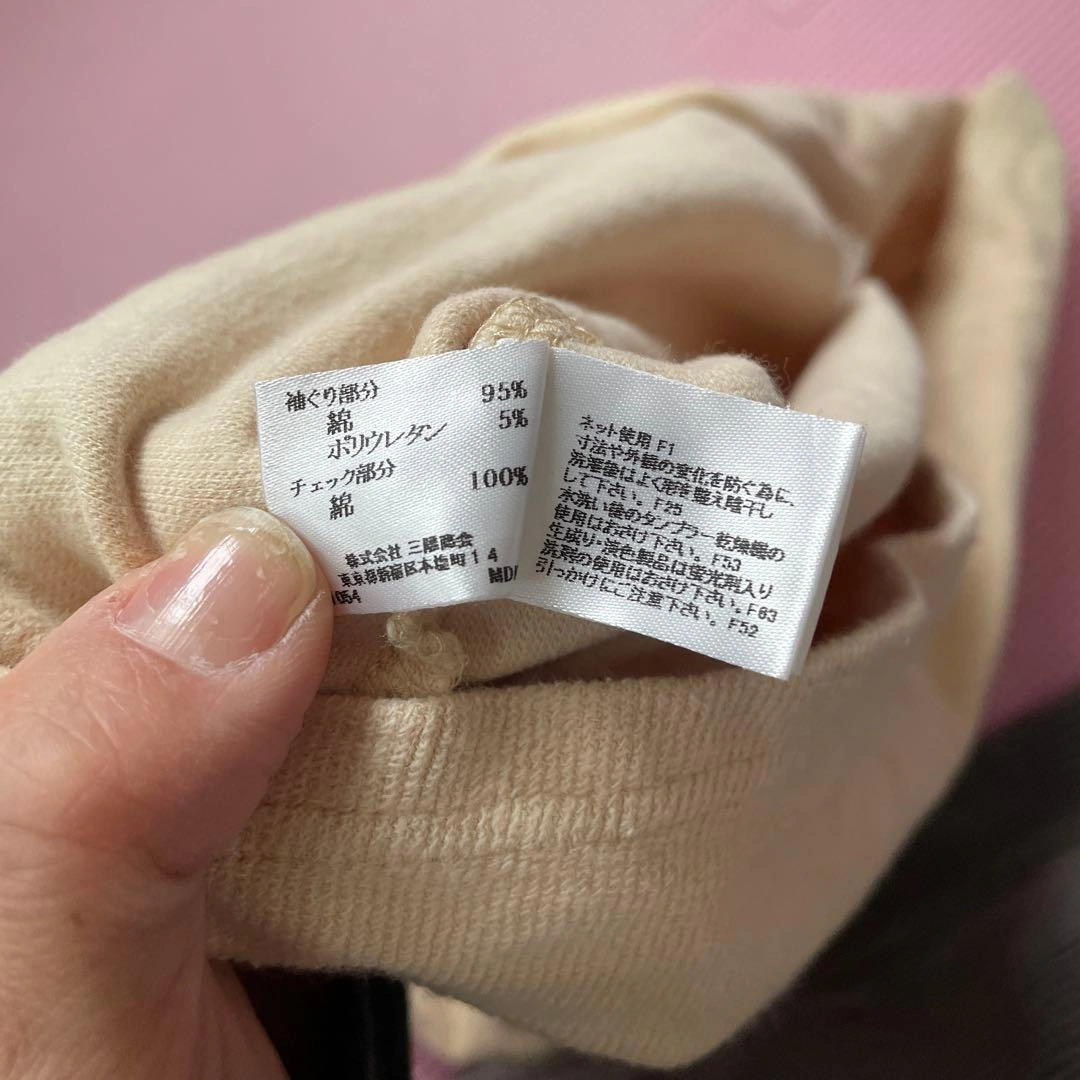 袖ぐり部分
綿 95%
ポリウレタン 5%
チェック部分
綿 100%
株式会社 三陽商会
東京都新宿区本塩町14
1054
ネット使用 F1
寸法や外観の変化を防ぐ為に、
洗濯後はよく形を整え陰干し
して下さい。F25
水洗い後のタンブラー乾燥機の
使用はおさけ下さい。F53
生成り・淡色製品は蛍光剤入り
洗剤の使用はおさけ下さい。F63
引っかけにご注意下さい。F52